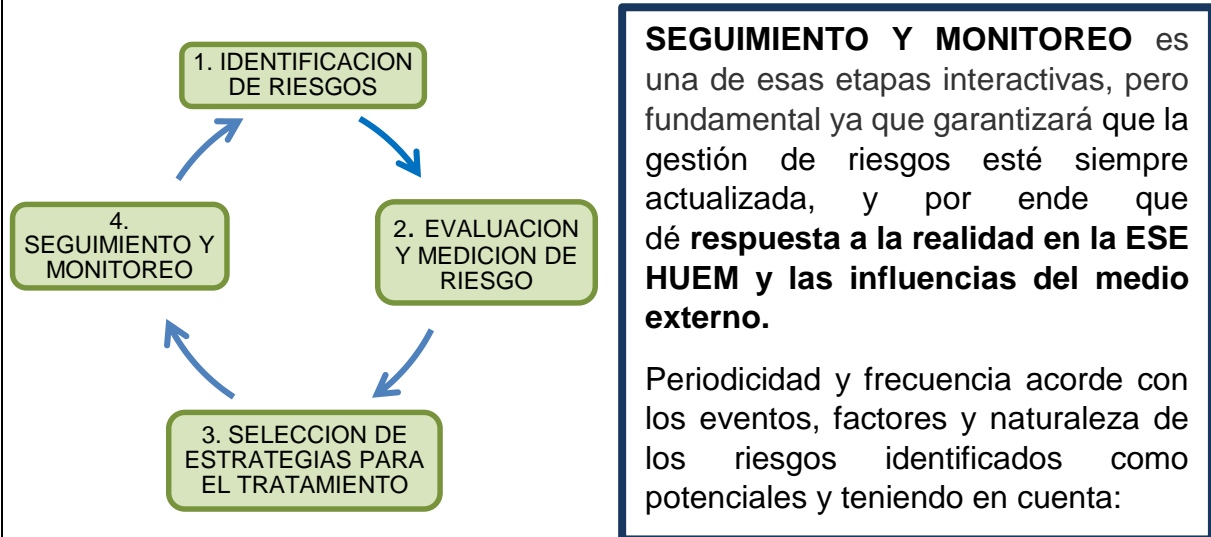 1. IDENTIFICACION
DE RIESGOS
2. EVALUACION
Y MEDICION DE
RIESGO
3. SELECCION DE
ESTRATEGIAS PARA
EL TRATAMIENTO
4.
SEGUIMIENTO Y
MONITOREO
SEGUIMIENTO Y MONITOREO es
una de esas etapas interactivas, pero
fundamental ya que garantizará que la
gestión de riesgos esté siempre
actualizada, y por ende que
dé respuesta a la realidad en la ESE
HUEM y las influencias del medio
externo.
Periodicidad y frecuencia acorde con
los eventos, factores y naturaleza de
los riesgos identificados como
potenciales y teniendo en cuenta: